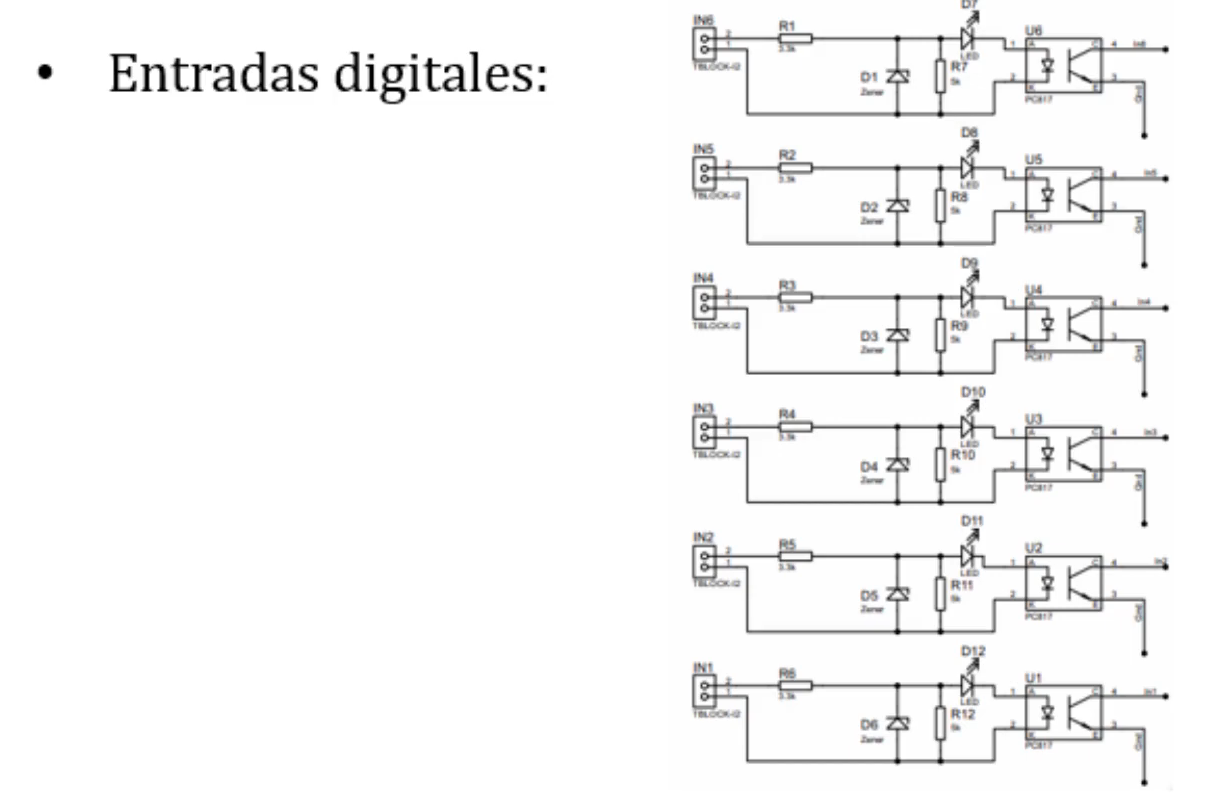 • Entradas digitales:
D7
IN6
R1
U6
2
1
3.3k
LED
1
A
C
4
In6
D1
R7
Zener
5k
2
K
E
3
Gnd
TBLOCK-I2
PC817
D8
IN5
R2
U5
2
1
3.3k
LED
1
A
C
4
In5
D2
R8
Zener
5k
2
K
E
3
Gnd
TBLOCK-I2
PC817
D9
IN4
R3
U4
2
1
3.3k
LED
1
A
C
4
In4
D3
R9
Zener
5k
2
K
E
3
Gnd
TBLOCK-I2
PC817
D10
IN3
R4
U3
2
1
3.3k
LED
1
A
C
4
In3
D4
R10
Zener
5k
2
K
E
3
Gnd
TBLOCK-I2
PC817
D11
IN2
R5
U2
2
1
3.3k
LED
1
A
C
4
In2
D5
R11
Zener
5k
2
K
E
3
Gnd
TBLOCK-I2
PC817
D12
IN1
R6
U1
2
1
3.3k
LED
1
A
C
4
In1
D6
R12
Zener
5k
2
K
E
3
Gnd
TBLOCK-I2
PC817